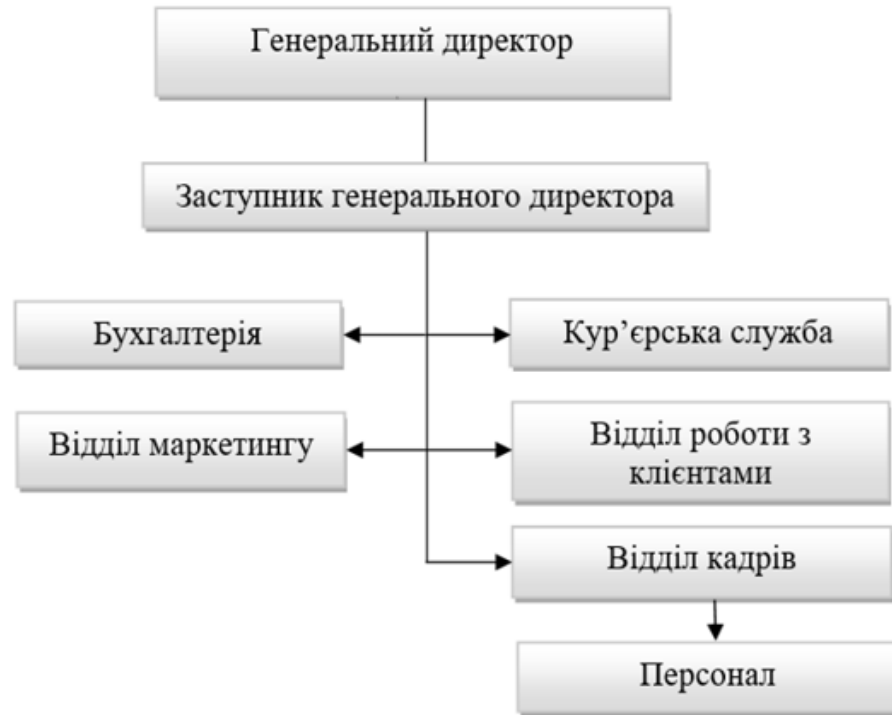 Генеральний директор
Заступник генерального директора
Бухгалтерія
Кур’єрська служба
Відділ маркетингу
Відділ роботи з
клієнтами
Відділ кадрів
Персонал